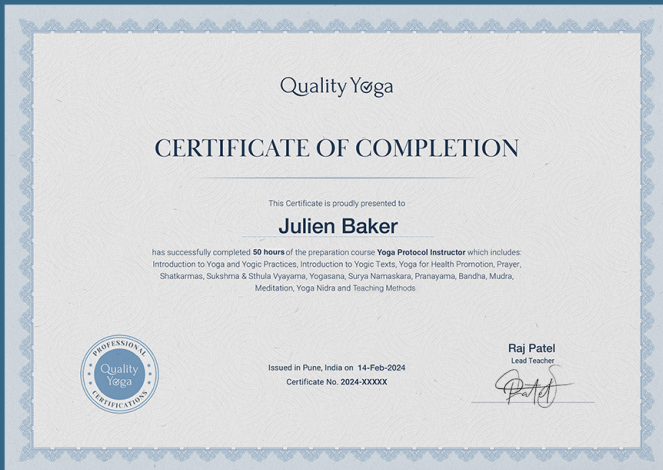 Quality Yoga
CERTIFICATE OF COMPLETION
This Certificate is proudly presented to
Julien Baker
has successfully completed 50 hours of the preparation course Yoga Protocol Instructor which includes:
Introduction to Yoga and Yogic Practices, Introduction to Yogic Texts, Yoga for Health Promotion, Prayer,
Shatkarmas, Sukshma & Sthula Vyayama, Yogasana, Surya Namaskara, Pranayama, Bandha, Mudra,
Meditation, Yoga Nidra and Teaching Methods
PROFESSIONAL
Quality
Yoga
CERTIFICATIONS
Issued in Pune, India on 14-Feb-2024
Certificate No. 2024-XXXXX
Raj Patel
Lead Teacher
Patel